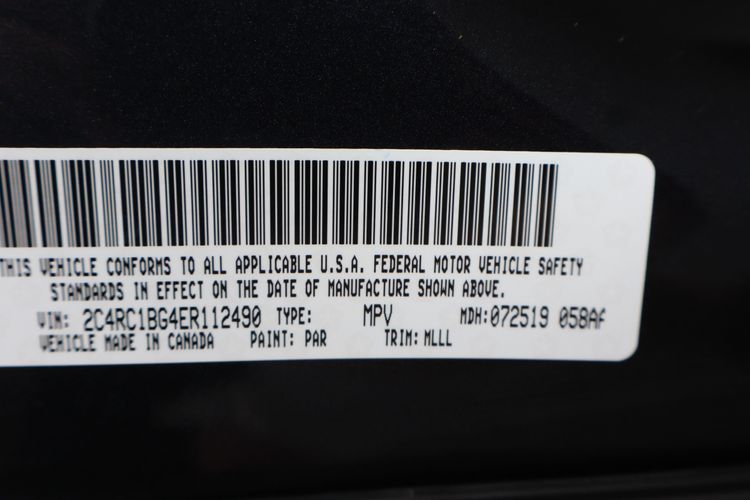 THIS VEHICLE CONFORMS TO ALL APPLICABLE U.S.A. FEDERAL MOTOR VEHICLE SAFETY
STANDARDS IN EFFECT ON THE DATE OF MANUFACTURE SHOWN ABOVE.
VIN: 2C4RC1BG4ER112490 TYPE: MPV MDH:072519 058AF
VEHICLE MADE IN CANADA PAINT: PAR TRIM: MLLL